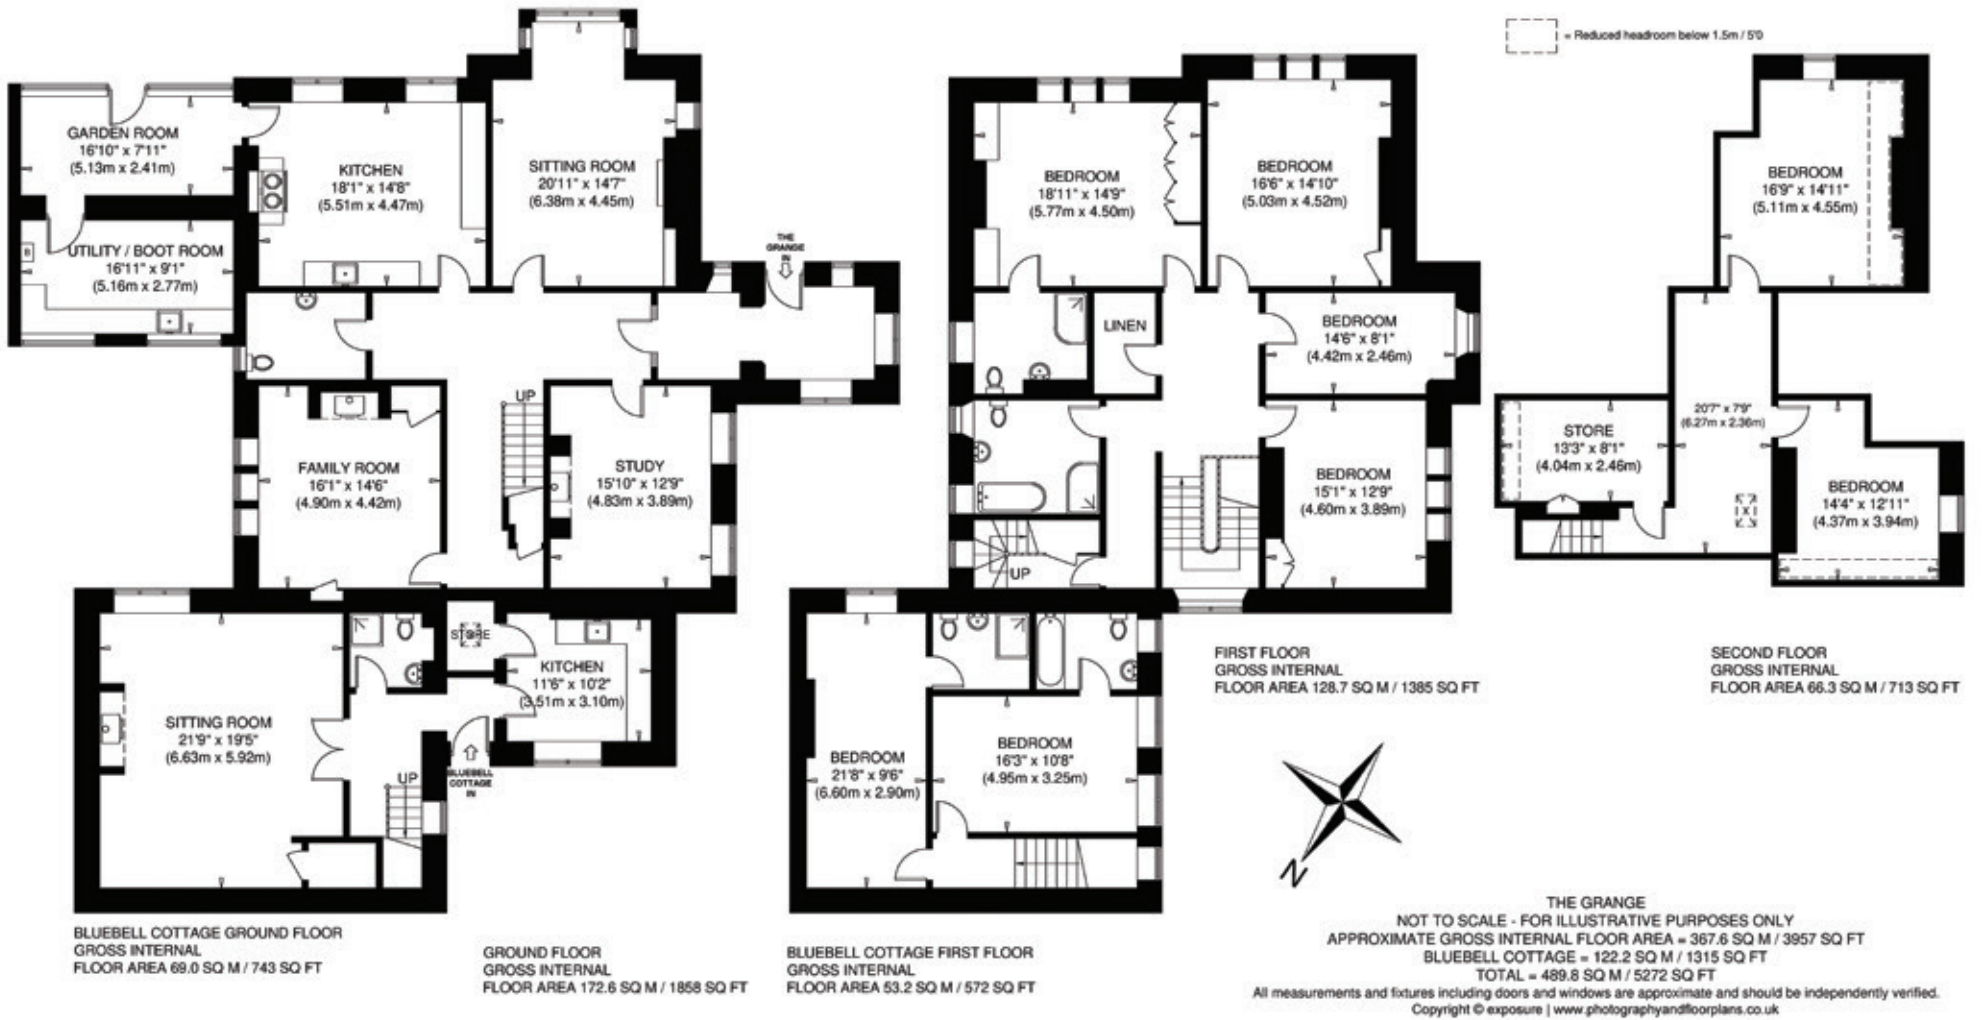 = Reduced headroom below 1.5m / 5'0
GARDEN ROOM
16'10" x 7'11"
(5.13m x 2.41m)
KITCHEN
18'1" x 14'8"
(5.51m x 4.47m)
SITTING ROOM
20'11" x 14'7"
(6.38m x 4.45m)
B
UTILITY / BOOT ROOM
16'11" x 9'1"
(5.16m x 2.77m)
THE
GRANGE
IN
UP
FAMILY ROOM
16'1" x 14'6"
(4.90m x 4.42m)
STUDY
15'10" x 12'9"
(4.83m x 3.89m)
STORE
KITCHEN
11'6" x 10'2"
(3.51m x 3.10m)
SITTING ROOM
21'9" x 19'5"
(6.63m x 5.92m)
UP
BLUEBELL
COTTAGE
IN
BLUEBELL COTTAGE GROUND FLOOR
GROSS INTERNAL
FLOOR AREA 69.0 SQ M / 743 SQ FT
GROUND FLOOR
GROSS INTERNAL
FLOOR AREA 172.6 SQ M / 1858 SQ FT
BEDROOM
18'11" x 14'9"
(5.77m x 4.50m)
BEDROOM
16'6" x 14'10"
(5.03m x 4.52m)
LINEN
BEDROOM
14'6" x 8'1"
(4.42m x 2.46m)
BEDROOM
15'1" x 12'9"
(4.60m x 3.89m)
UP
FIRST FLOOR
GROSS INTERNAL
FLOOR AREA 128.7 SQ M / 1385 SQ FT
BEDROOM
21'8" x 9'6"
(6.60m x 2.90m)
BEDROOM
16'3" x 10'8"
(4.95m x 3.25m)
BLUEBELL COTTAGE FIRST FLOOR
GROSS INTERNAL
FLOOR AREA 53.2 SQ M / 572 SQ FT
BEDROOM
16'9" x 14'11"
(5.11m x 4.55m)
20'7" x 7'9"
(6.27m x 2.36m)
STORE
13'3" x 8'1"
(4.04m x 2.46m)
BEDROOM
14'4" x 12'11"
(4.37m x 3.94m)
SECOND FLOOR
GROSS INTERNAL
FLOOR AREA 66.3 SQ M / 713 SQ FT
N
THE GRANGE
NOT TO SCALE - FOR ILLUSTRATIVE PURPOSES ONLY
APPROXIMATE GROSS INTERNAL FLOOR AREA = 367.6 SQ M / 3957 SQ FT
BLUEBELL COTTAGE = 122.2 SQ M / 1315 SQ FT
TOTAL = 489.8 SQ M / 5272 SQ FT
All measurements and fixtures including doors and windows are approximate and should be independently verified.
Copyright © exposure | www.photographyandfloorplans.co.uk